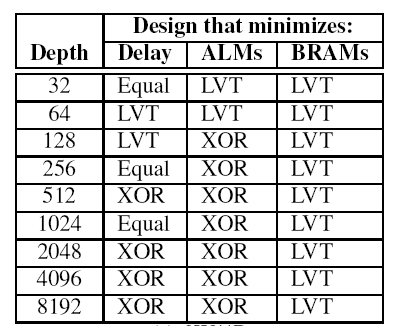 Design that minimizes:
Depth Delay ALMs BRAMs
32 Equal LVT LVT
64 LVT LVT LVT
128 LVT XOR LVT
256 Equal XOR LVT
512 XOR XOR LVT
1024 Equal XOR LVT
2048 XOR XOR LVT
4096 XOR XOR LVT
8192 XOR XOR LVT